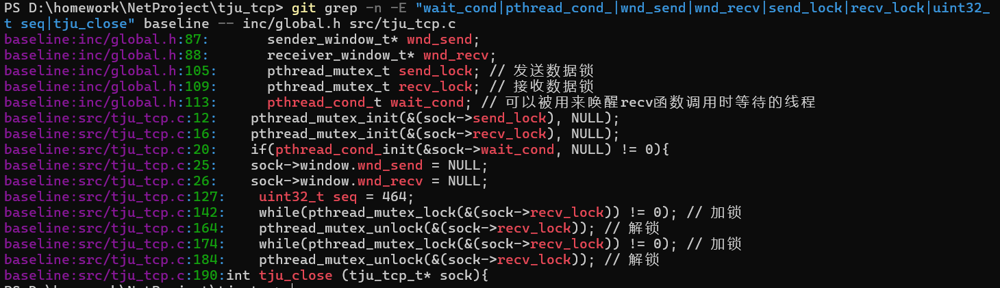 PS D:\homework\NetProject\tju_tcp> git grep -n -E "wait_cond|pthread_cond_|wnd_send|wnd_recv|send_lock|recv_lock|uint32_
t seq|tju_close" baseline -- inc/global.h src/tju_tcp.c
baseline:inc/global.h:87:        sender_window_t* wnd_send;
baseline:inc/global.h:88:        receiver_window_t* wnd_recv;
baseline:inc/global.h:105:       pthread_mutex_t send_lock; // 发送数据锁
baseline:inc/global.h:109:       pthread_mutex_t recv_lock; // 接收数据锁
baseline:inc/global.h:113:       pthread_cond_t wait_cond; // 可以被用来唤醒recv函数调用时等待的线程
baseline:src/tju_tcp.c:12:    pthread_mutex_init(&(sock->send_lock), NULL);
baseline:src/tju_tcp.c:16:    pthread_mutex_init(&(sock->recv_lock), NULL);
baseline:src/tju_tcp.c:20:    if(pthread_cond_init(&sock->wait_cond, NULL) != 0){
baseline:src/tju_tcp.c:25:    sock->window.wnd_send = NULL;
baseline:src/tju_tcp.c:26:    sock->window.wnd_recv = NULL;
baseline:src/tju_tcp.c:127:    uint32_t seq = 464;
baseline:src/tju_tcp.c:142:    while(pthread_mutex_lock(&(sock->recv_lock)) != 0); // 加锁
baseline:src/tju_tcp.c:164:    pthread_mutex_unlock(&(sock->recv_lock)); // 解锁
baseline:src/tju_tcp.c:174:    while(pthread_mutex_lock(&(sock->recv_lock)) != 0); // 加锁
baseline:src/tju_tcp.c:184:    pthread_mutex_unlock(&(sock->recv_lock)); // 解锁
baseline:src/tju_tcp.c:190:int tju_close (tju_tcp_t* sock){